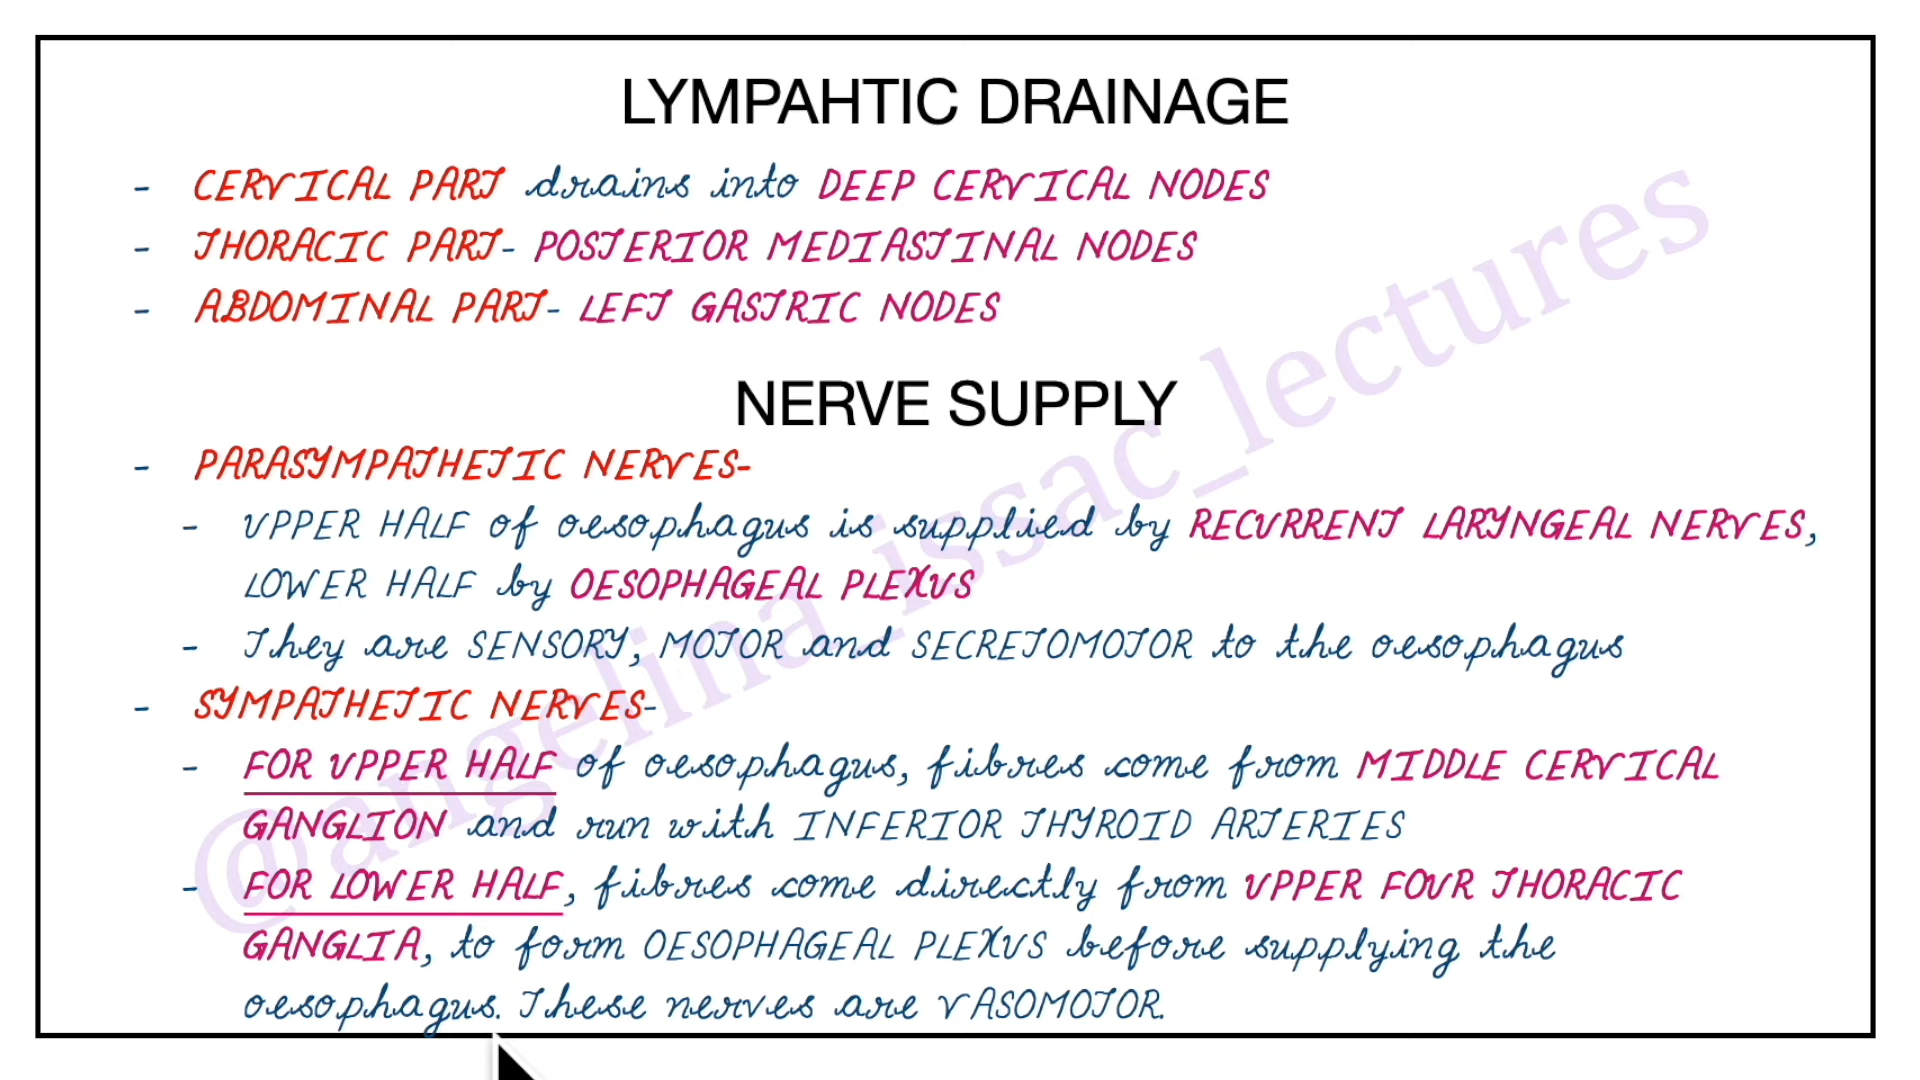 LYMPAHTIC DRAINAGE
- CERVICAL PART drains into DEEP CERVICAL NODES
- THORACIC PART- POSTERIOR MEDIASTINAL NODES
- ABDOMINAL PART- LEFT GASTRIC NODES
NERVE SUPPLY
- PARASYMPATHETIC NERVES-
- UPPER HALF of oesophagus is supplied by RECURRENT LARYNGEAL NERVES,
LOWER HALF by OESOPHAGEAL PLEXUS
- They are SENSORY, MOTOR and SECRETOMOTOR to the oesophagus
- SYMPATHETIC NERVES-
- FOR UPPER HALF of oesophagus, fibres come from MIDDLE CERVICAL
GANGLION and run with INFERIOR THYROID ARTERIES
- FOR LOWER HALF, fibres come directly from UPPER FOUR THORACIC
GANGLIA, to form OESOPHAGEAL PLEXUS before supplying the
oesophagus. These nerves are VASOMOTOR.
@angelina_issac_lectures